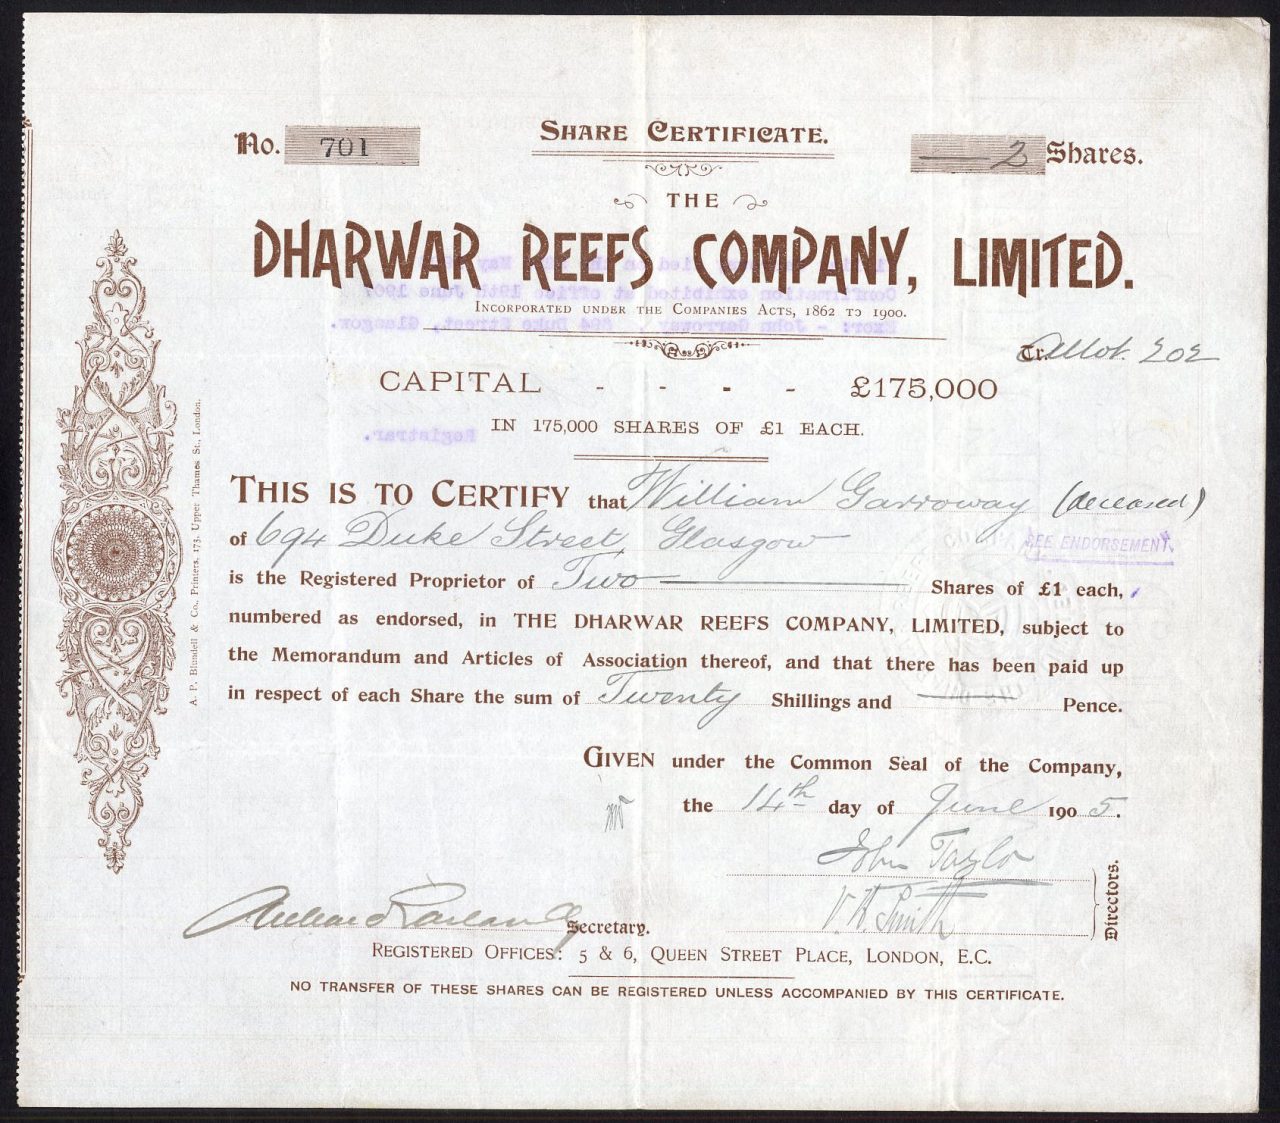 No. 701
SHARE CERTIFICATE.
2 Shares.
THE
DHARWAR REEFS COMPANY, LIMITED.
INCORPORATED UNDER THE COMPANIES ACTS, 1862 TO 1900.
Tr. Allot. 202
CAPITAL - - - - £175,000
IN 175,000 SHARES OF £1 EACH.
THIS IS TO CERTIFY that William Garroway (deceased)
of 694 Duke Street, Glasgow
SEE ENDORSEMENT.
is the Registered Proprietor of Two Shares of £1 each,
numbered as endorsed, in THE DHARWAR REEFS COMPANY, LIMITED, subject to
the Memorandum and Articles of Association thereof, and that there has been paid up
in respect of each Share the sum of Twenty Shillings and — Pence.
GIVEN under the Common Seal of the Company,
the 14th day of June 1905.
John Taylor
V. H. Smith
Directors.
Secretary.
REGISTERED OFFICES: 5 & 6, QUEEN STREET PLACE, LONDON, E.C.
NO TRANSFER OF THESE SHARES CAN BE REGISTERED UNLESS ACCOMPANIED BY THIS CERTIFICATE.
A. P. Blundell & Co., Printers, 173, Upper Thames St., London.
Confirmation exhibited at office 19th June 1907
Exor: - John Garroway, 694 Duke Street, Glasgow.
Registrar.